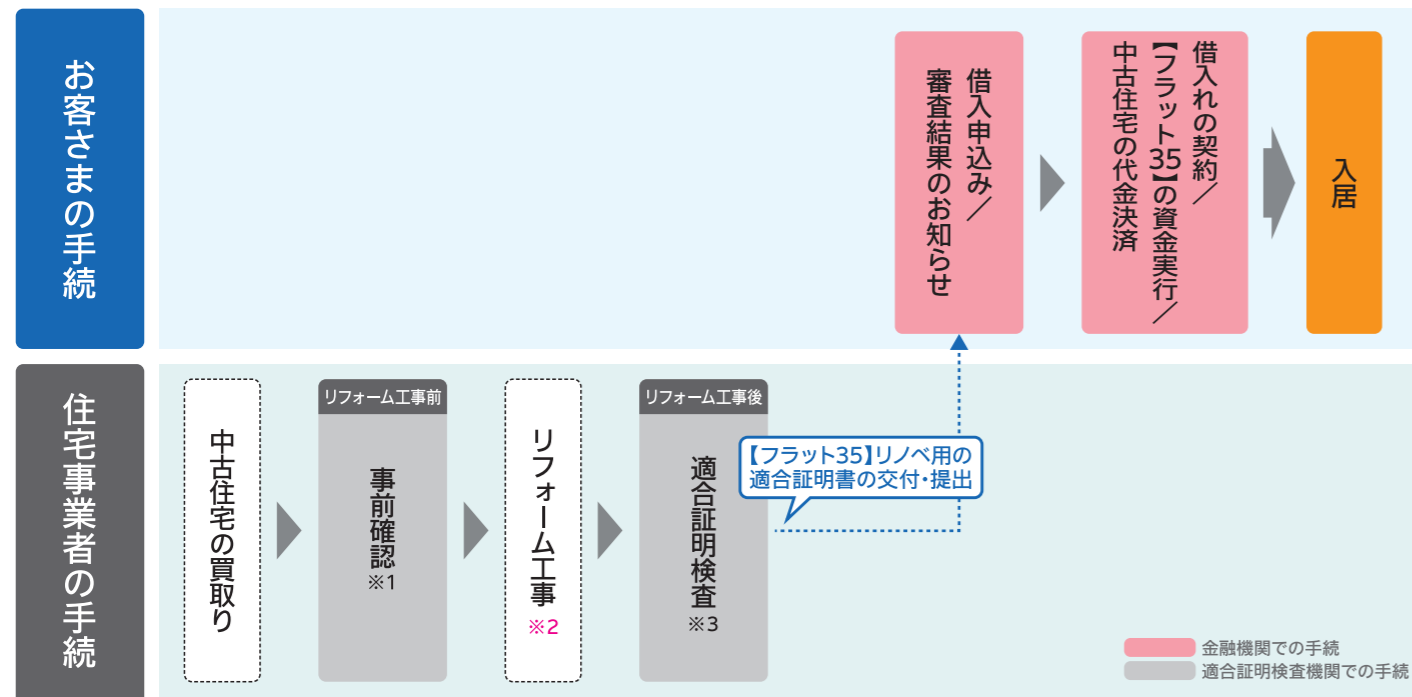 お客さまの手続
借入申込み／
審査結果のお知らせ
借入れの契約／
【フラット35】の資金実行／
中古住宅の代金決済
入居
住宅事業者の手続
中古住宅の買取り
リフォーム工事前
事前確認
※1
リフォーム工事
※2
リフォーム工事後
適合証明検査
※3
【フラット35】リノベ用の
適合証明書の交付・提出
金融機関での手続
適合証明検査機関での手続